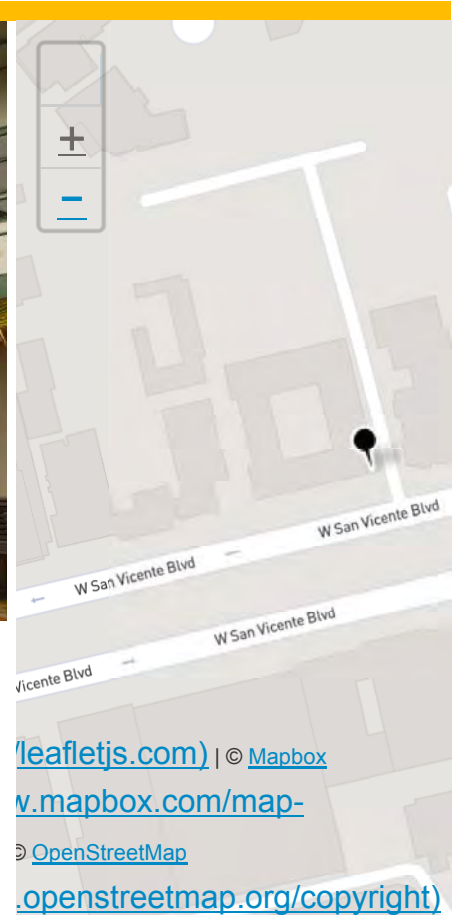 +
−
W San Vicente Blvd
W San Vicente Blvd
W San Vicente Blvd
Vicente Blvd
/leafletjs.com) | © Mapbox
w.mapbox.com/map-
© OpenStreetMap
.openstreetmap.org/copyright)